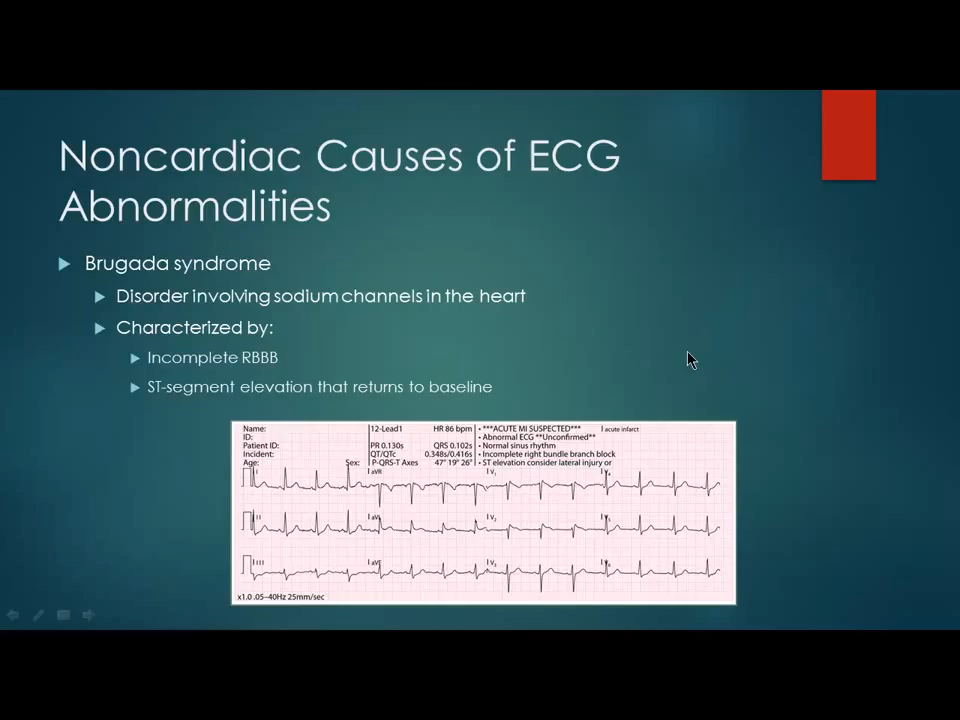 Noncardiac Causes of ECG
Abnormalities
Brugada syndrome
Disorder involving sodium channels in the heart
Characterized by:
Incomplete RBBB
ST-segment elevation that returns to baseline
Name: 12-Lead1 HR 86 bpm • ***ACUTE MI SUSPECTED*** acute infarct
ID: • Abnormal ECG **Unconfirmed**
Patient ID: PR 0.130s QRS 0.102s • Normal sinus rhythm
Incident: QT/QTc 0.348s/0.416s • Incomplete right bundle branch block
Age: Sex: P-QRS-T Axes 47° 19° 26° • ST elevation consider lateral injury or
I aVR V1 V4
II aVL V2 V5
III aVF V3 V6
x1.0 .05–40Hz 25mm/sec